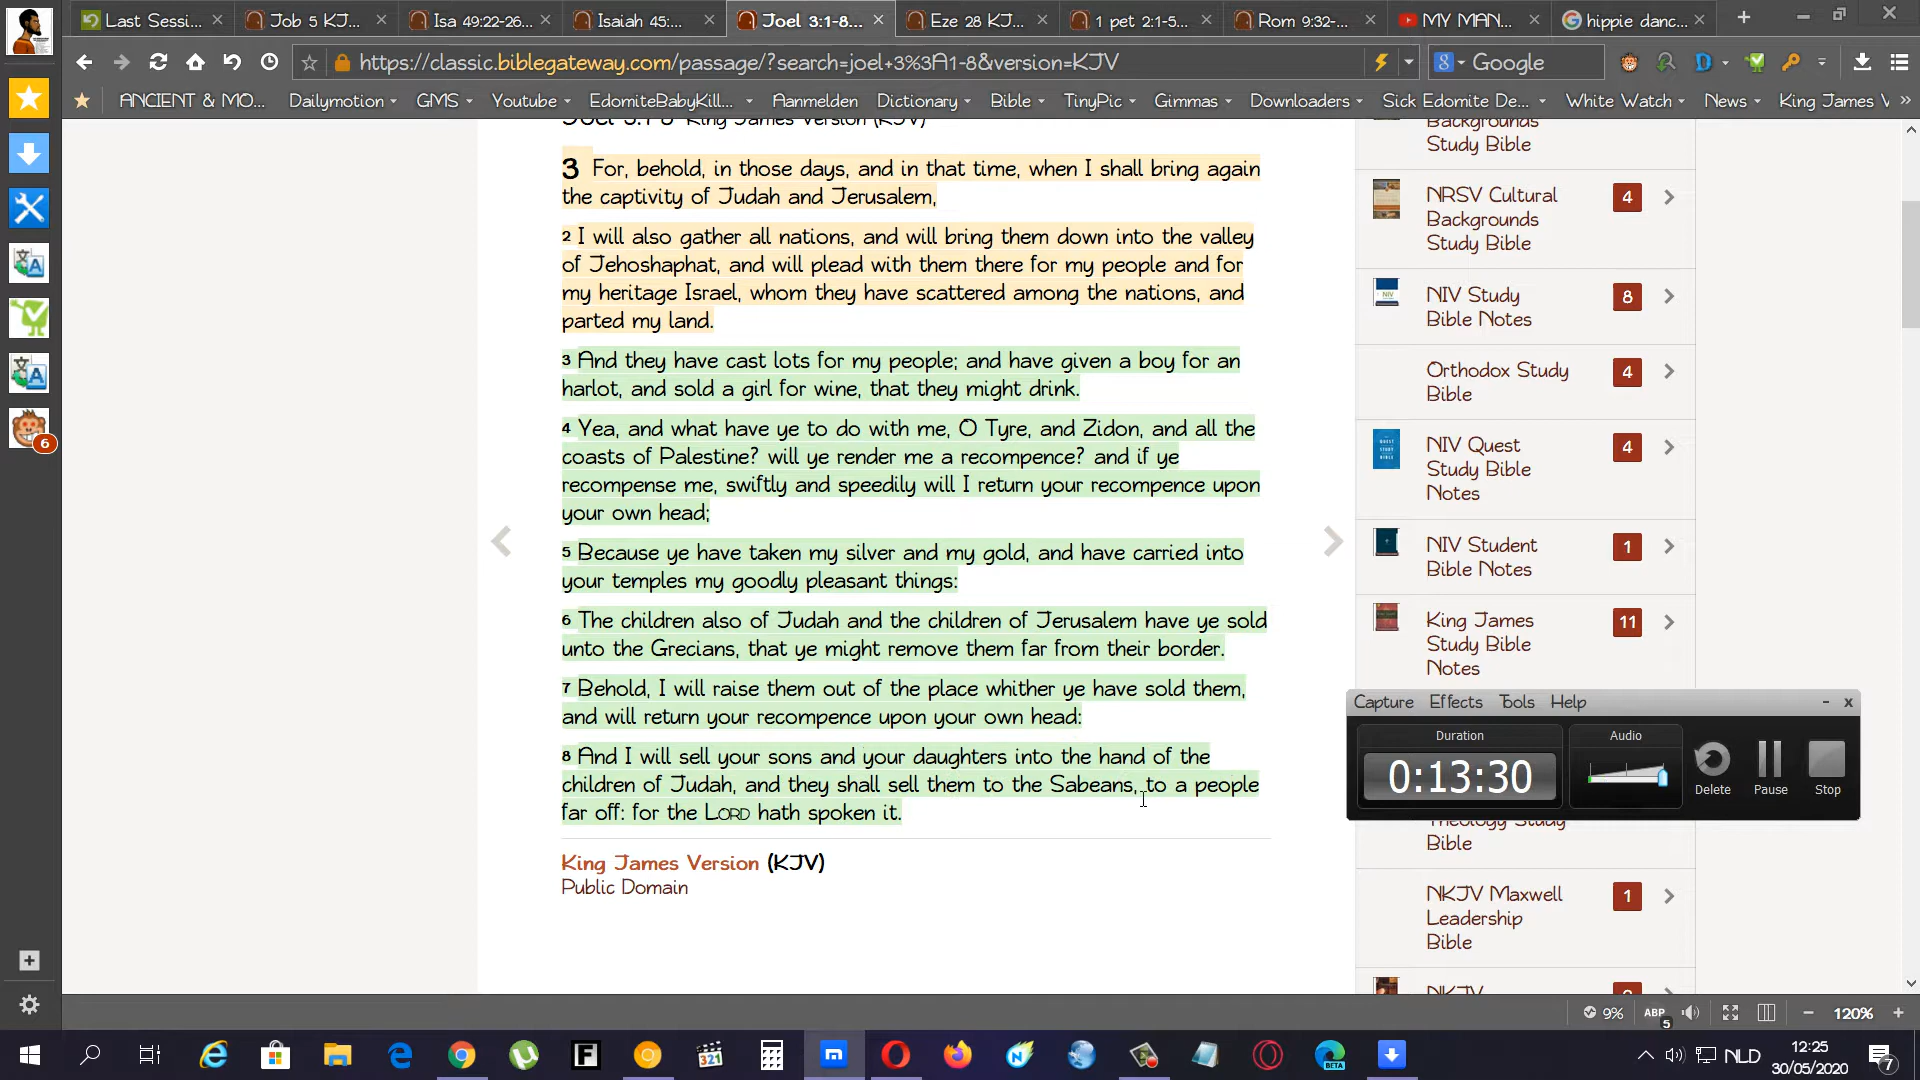 Last Sessi...
Job 5 KJ...
Isa 49:22-26...
Isaiah 45:...
Joel 3:1-8...
Eze 28 KJ...
1 pet 2:1-5...
Rom 9:32-...
MY MAN...
hippie danc...
https://classic.biblegateway.com/passage/?search=joel+3%3A1-8&version=KJV
Google
ANCIENT & MO...
Dailymotion
GMS
Youtube
EdomiteBabyKill...
Aanmelden
Dictionary
Bible
TinyPic
Gimmas
Downloaders
Sick Edomite De...
White Watch
News
King James V
Joel 3:1-8 King James Version (KJV)
3 For, behold, in those days, and in that time, when I shall bring again
the captivity of Judah and Jerusalem,
2 I will also gather all nations, and will bring them down into the valley
of Jehoshaphat, and will plead with them there for my people and for
my heritage Israel, whom they have scattered among the nations, and
parted my land.
3 And they have cast lots for my people; and have given a boy for an
harlot, and sold a girl for wine, that they might drink.
4 Yea, and what have ye to do with me, O Tyre, and Zidon, and all the
coasts of Palestine? will ye render me a recompence? and if ye
recompense me, swiftly and speedily will I return your recompence upon
your own head;
5 Because ye have taken my silver and my gold, and have carried into
your temples my goodly pleasant things:
6 The children also of Judah and the children of Jerusalem have ye sold
unto the Grecians, that ye might remove them far from their border.
7 Behold, I will raise them out of the place whither ye have sold them,
and will return your recompence upon your own head:
8 And I will sell your sons and your daughters into the hand of the
children of Judah, and they shall sell them to the Sabeans, to a people
far off: for the LORD hath spoken it.
King James Version (KJV)
Public Domain
Backgrounds
Study Bible
NRSV Cultural
Backgrounds
Study Bible
4
NIV Study
Bible Notes
8
Orthodox Study
Bible
4
NIV Quest
Study Bible
Notes
4
NIV Student
Bible Notes
1
King James
Study Bible
Notes
11
Capture Effects Tools Help
Duration
Audio
0:13:30
Delete
Pause
Stop
Theology Study
Bible
NKJV Maxwell
Leadership
Bible
1
NKJV
6
9%
ABP
5
120%
321
BETA
NLD
12:25
30/05/2020
7